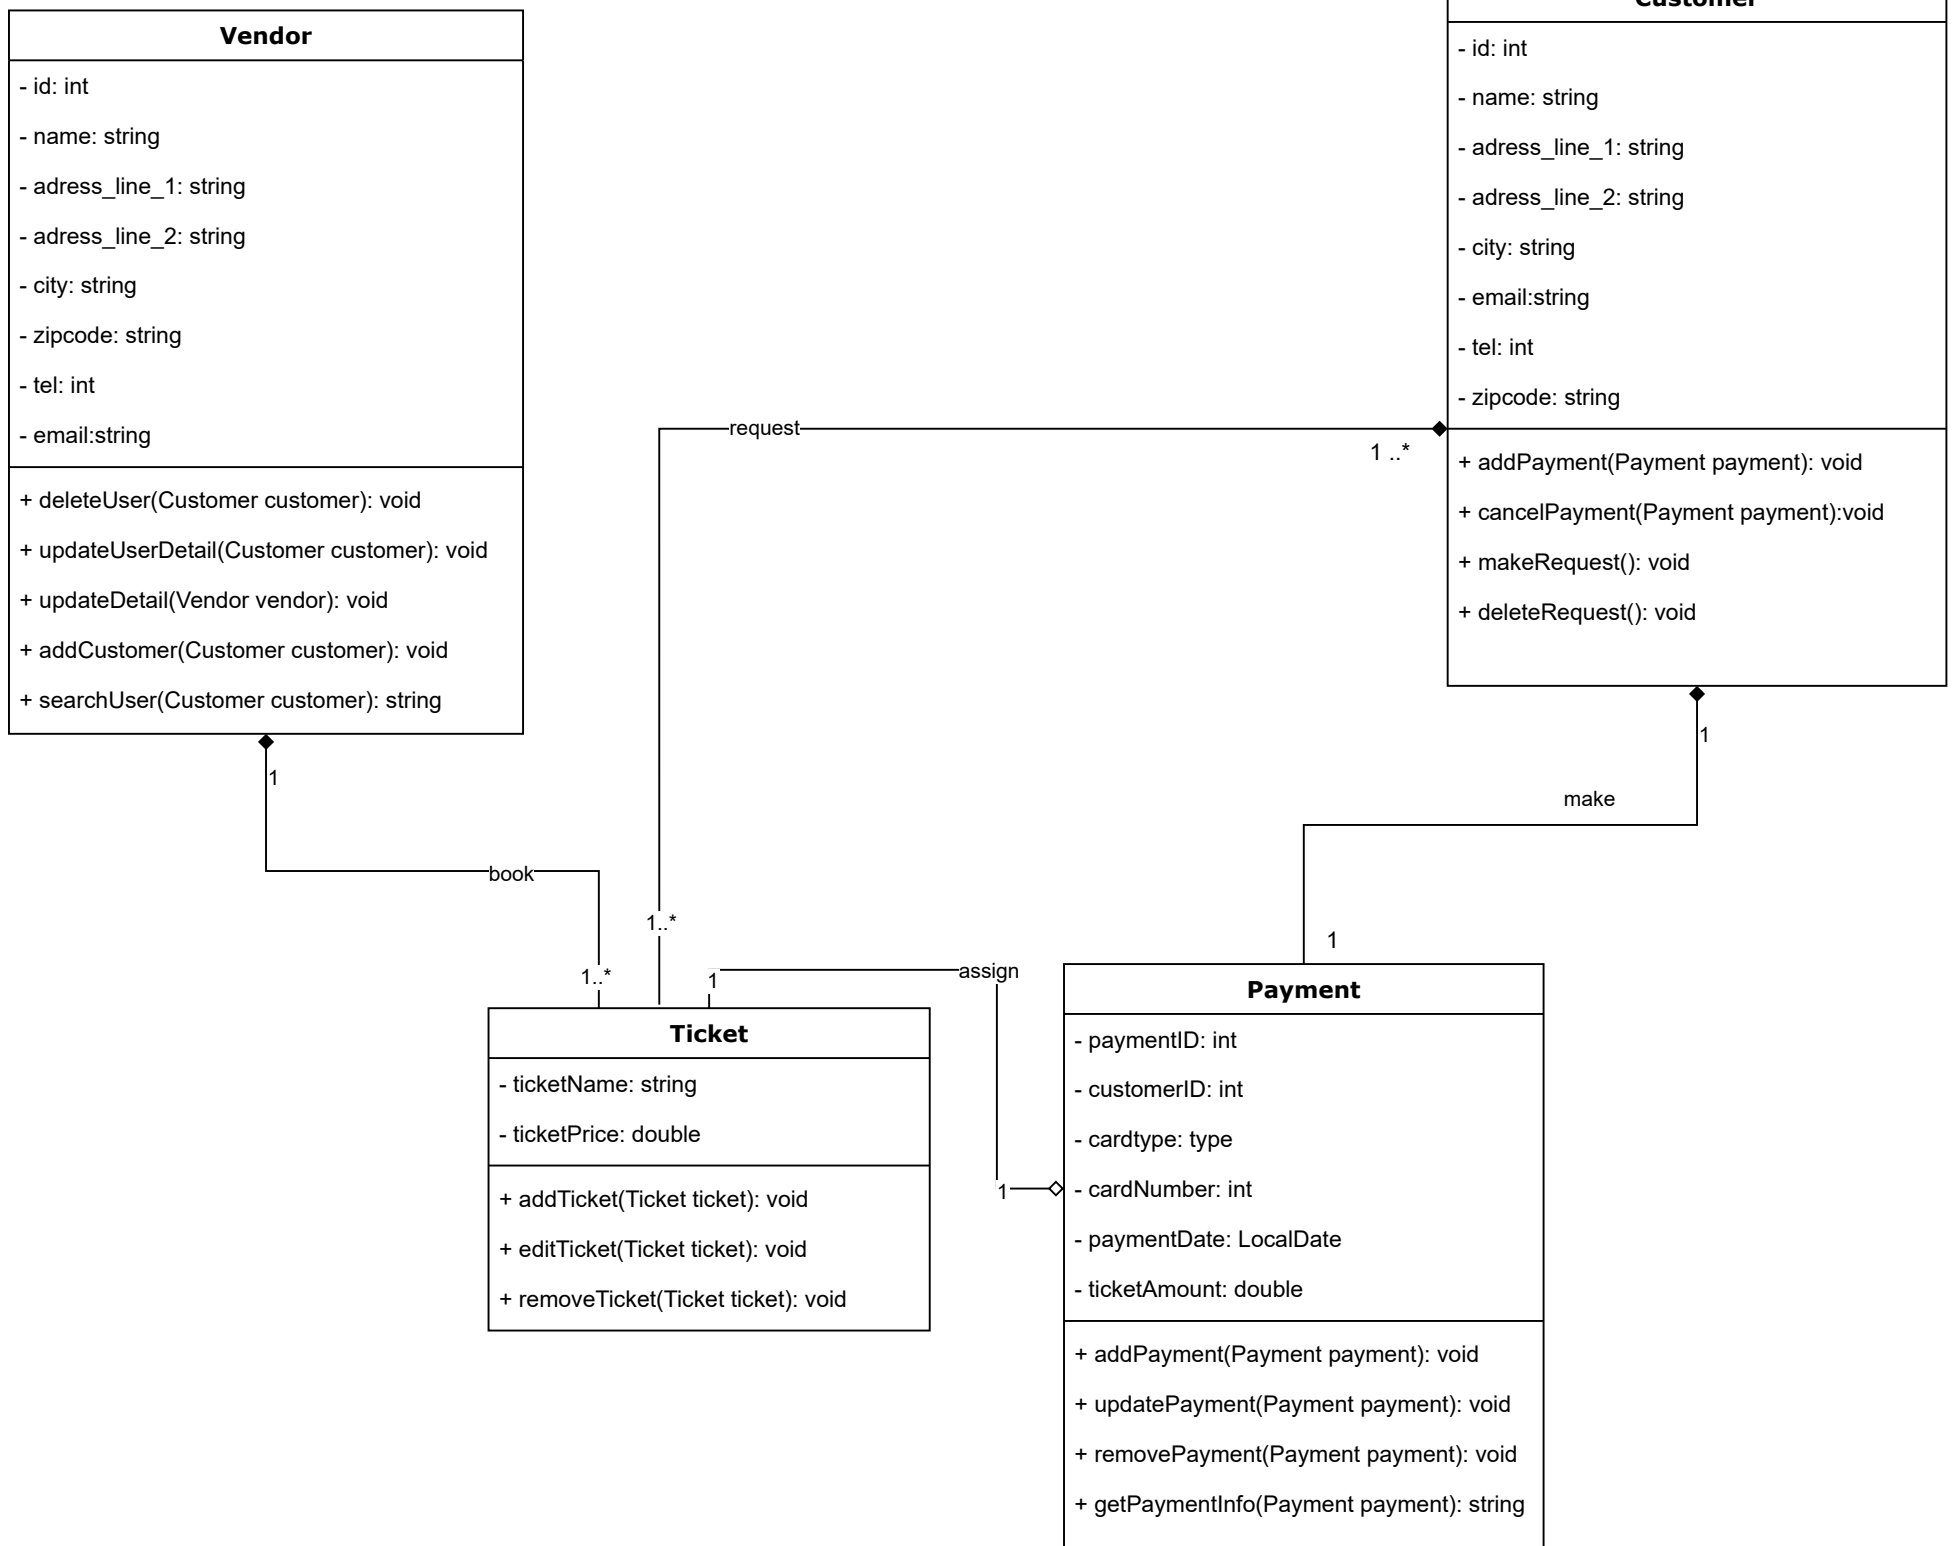 Vendor
- id: int
- name: string
- adress_line_1: string
- adress_line_2: string
- city: string
- zipcode: string
- tel: int
- email:string
+ deleteUser(Customer customer): void
+ updateUserDetail(Customer customer): void
+ updateDetail(Vendor vendor): void
+ addCustomer(Customer customer): void
+ searchUser(Customer customer): string
Customer
- id: int
- name: string
- adress_line_1: string
- adress_line_2: string
- city: string
- email:string
- tel: int
- zipcode: string
+ addPayment(Payment payment): void
+ cancelPayment(Payment payment):void
+ makeRequest(): void
+ deleteRequest(): void
request
1 ..*
1..*
1
book
1..*
1
make
1
1
assign
1
Ticket
- ticketName: string
- ticketPrice: double
+ addTicket(Ticket ticket): void
+ editTicket(Ticket ticket): void
+ removeTicket(Ticket ticket): void
Payment
- paymentID: int
- customerID: int
- cardtype: type
- cardNumber: int
- paymentDate: LocalDate
- ticketAmount: double
+ addPayment(Payment payment): void
+ updatePayment(Payment payment): void
+ removePayment(Payment payment): void
+ getPaymentInfo(Payment payment): string